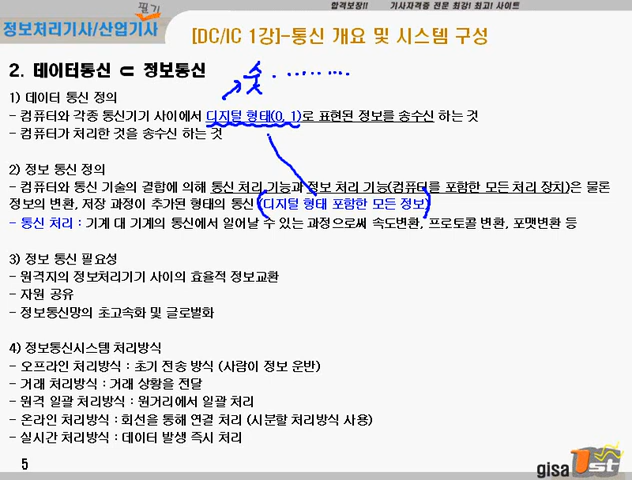 합격보장!! 기사자격증 전문 최강! 최고! 사이트
필기
정보처리기사/산업기사
[DC/IC 1강]-통신 개요 및 시스템 구성
2. 데이터통신 ⊂ 정보통신
숫
1) 데이터 통신 정의
- 컴퓨터와 각종 통신기기 사이에서 디지털 형태(0, 1)로 표현된 정보를 송수신 하는 것
- 컴퓨터가 처리한 것을 송수신 하는 것
2) 정보 통신 정의
- 컴퓨터와 통신 기술의 결합에 의해 통신 처리 기능과 정보 처리 기능(컴퓨터를 포함한 모든 처리 장치)은 물론
정보의 변환, 저장 과정이 추가된 형태의 통신 (디지털 형태 포함한 모든 정보)
- 통신 처리 : 기계 대 기계의 통신에서 일어날 수 있는 과정으로써 속도변환, 프로토콜 변환, 포맷변환 등
3) 정보 통신 필요성
- 원격지의 정보처리기기 사이의 효율적 정보교환
- 자원 공유
- 정보통신망의 초고속화 및 글로벌화
4) 정보통신시스템 처리방식
- 오프라인 처리방식 : 초기 전송 방식 (사람이 정보 운반)
- 거래 처리방식 : 거래 상황을 전달
- 원격 일괄 처리방식 : 원거리에서 일괄 처리
- 온라인 처리방식 : 회선을 통해 연결 처리 (시분할 처리방식 사용)
- 실시간 처리방식 : 데이터 발생 즉시 처리
5
gisa 1st